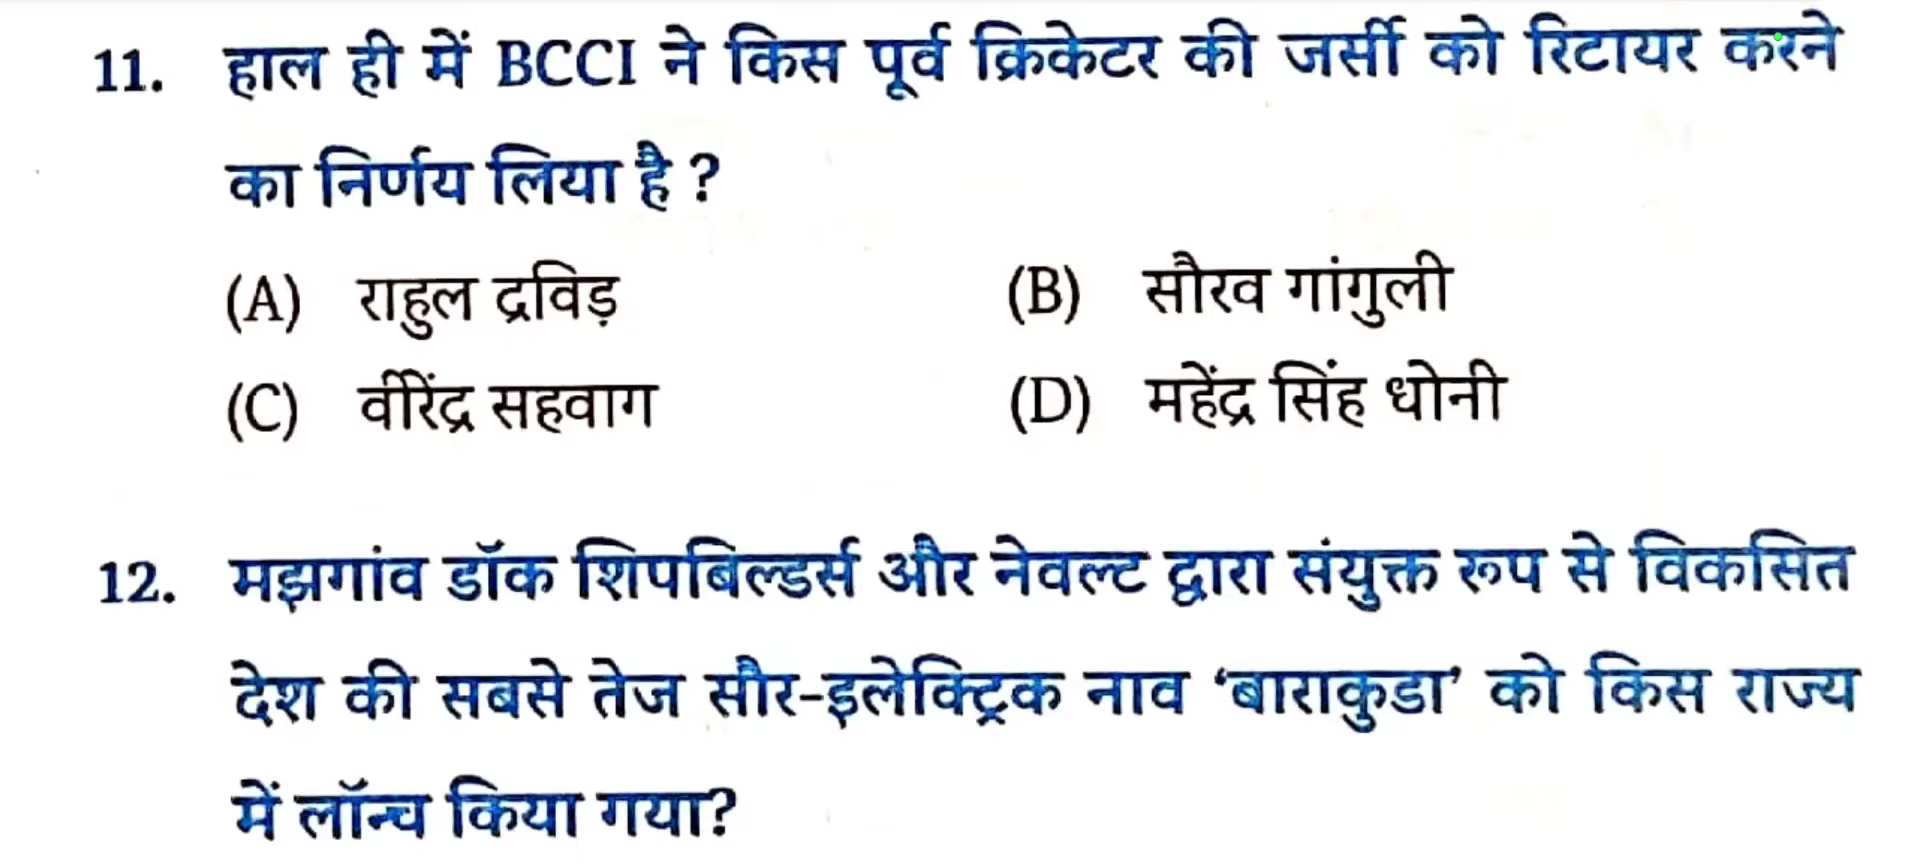 11. हाल ही में BCCI ने किस पूर्व क्रिकेटर की जर्सी को रिटायर करने
का निर्णय लिया है ?
(A) राहुल द्रविड़ (B) सौरव गांगुली
(C) वीरेंद्र सहवाग (D) महेंद्र सिंह धोनी
12. मझगांव डॉक शिपबिल्डर्स और नेवल्ट द्वारा संयुक्त रूप से विकसित
देश की सबसे तेज सौर-इलेक्ट्रिक नाव ‘बाराकुडा’ को किस राज्य
में लॉन्च किया गया?